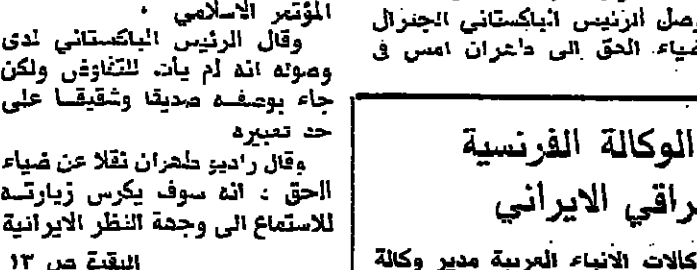 وصل الرئيس الباكستاني الجنرال
ضياء الحق الى طهران امس في
المؤتمر الاسلامي .
وقال الرئيس الباكستاني لدى
وصوله انه لم يأت للتفاوض ولكن
جاء بوصفه صديقا وشقيقا على
حد تعبيره
وقال راديو طهران نقلا عن ضياء
الحق : انه سوف يكرس زيارته
للاستماع الى وجهة النظر الايرانية
البقية ص ١٣
الوكالة الفرنسية
راقي الايراني
كالات الأنباء العربية مدير وكالة